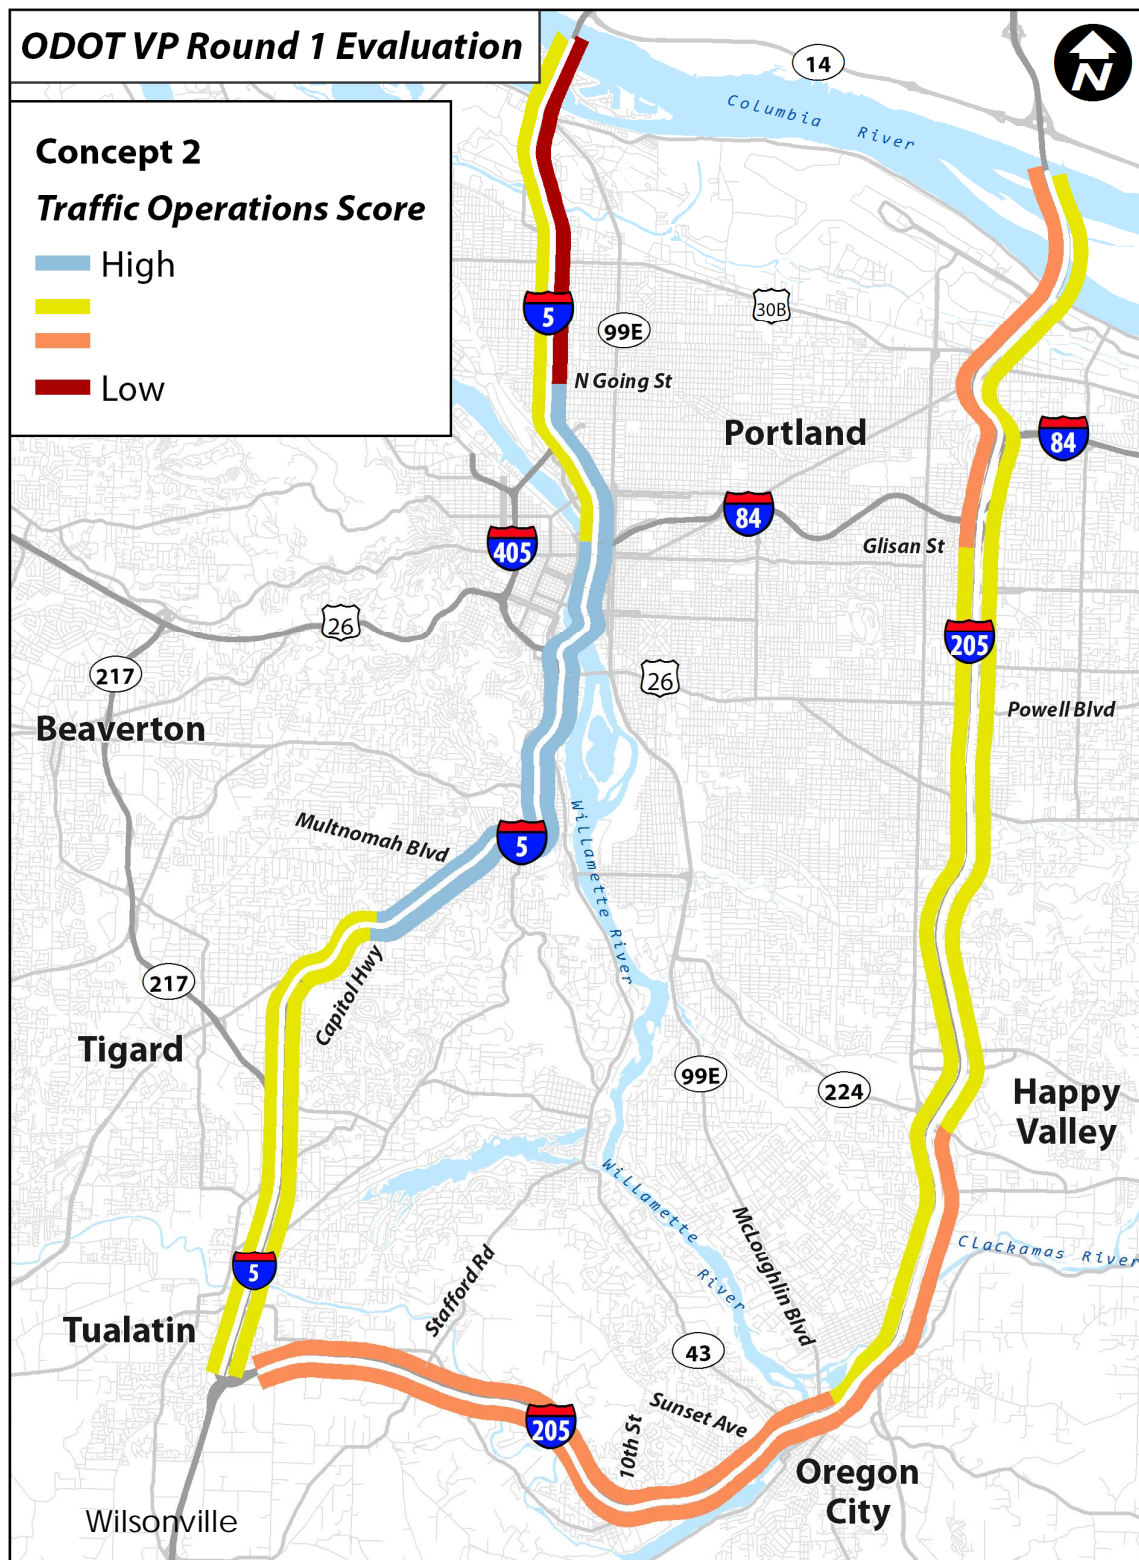 ODOT VP Round 1 Evaluation
Concept 2
Traffic Operations Score
High
Low
N
14
Columbia River
5
30B
99E
N Going St
Portland
84
84
405
Glisan St
26
205
217
26
Beaverton
Powell Blvd
Multnomah Blvd
5
Willamette River
Capitol Hwy
217
Tigard
99E
224
Happy
Valley
Willamette
River
McLoughlin Blvd
Clackamas River
5
Stafford Rd
Tualatin
43
Sunset Ave
10th St
205
Oregon
City
Wilsonville